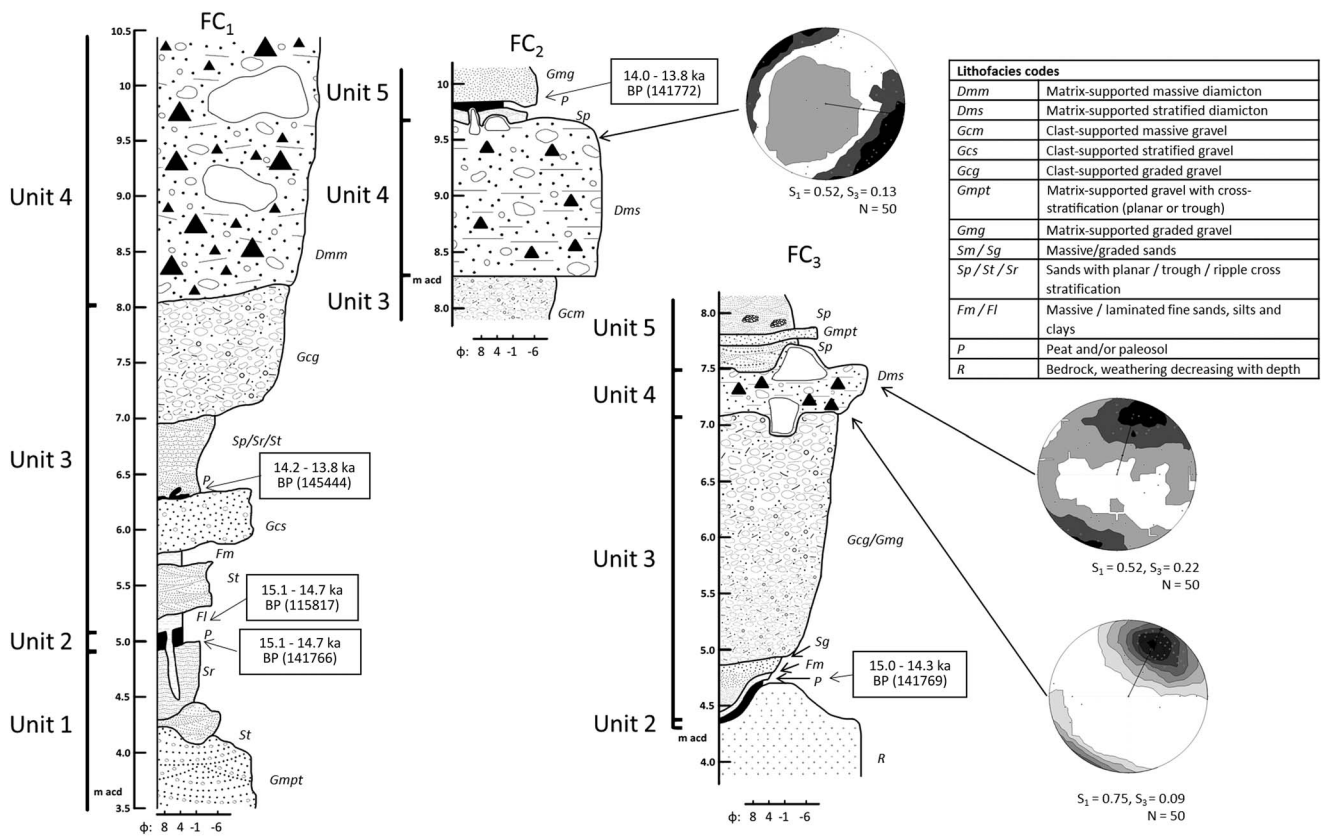 FC1
10.5
10
9.5
9.0
8.5
8.0
7.5
7.0
6.5
6.0
5.5
5.0
4.5
4.0
m acd
3.5
Unit 4
Unit 3
Unit 2
Unit 1
Dmm
Gcg
Sp/Sr/St
P
14.2 - 13.8 ka
BP (145444)
Gcs
Fm
St
15.1 - 14.7 ka
BP (115817)
Fl
P
15.1 - 14.7 ka
BP (141766)
Sr
St
Gmpt
ϕ: 8 4 -1 -6
FC2
Unit 5
Unit 4
Unit 3
10
9.5
9.0
8.5
m acd
8.0
Gmg
P
14.0 - 13.8 ka
BP (141772)
Sp
Dms
Gcm
ϕ: 8 4 -1 -6
S1 = 0.52, S3 = 0.13
N = 50
FC3
Unit 5
Unit 4
Unit 3
Unit 2
8.0
7.5
7.0
6.5
6.0
5.5
5.0
4.5
m acd
4.0
Sp
Gmpt
Sp
Dms
Gcg/Gmg
Sg
Fm
P
15.0 - 14.3 ka
BP (141769)
R
ϕ: 8 4 -1 -6
S1 = 0.52, S3 = 0.22
N = 50
S1 = 0.75, S3 = 0.09
N = 50
Lithofacies codes
Dmm Matrix-supported massive diamicton
Dms Matrix-supported stratified diamicton
Gcm Clast-supported massive gravel
Gcs Clast-supported stratified gravel
Gcg Clast-supported graded gravel
Gmpt Matrix-supported gravel with cross-
stratification (planar or trough)
Gmg Matrix-supported graded gravel
Sm / Sg Massive/graded sands
Sp / St / Sr Sands with planar / trough / ripple cross
stratification
Fm / Fl Massive / laminated fine sands, silts and
clays
P Peat and/or paleosol
R Bedrock, weathering decreasing with depth